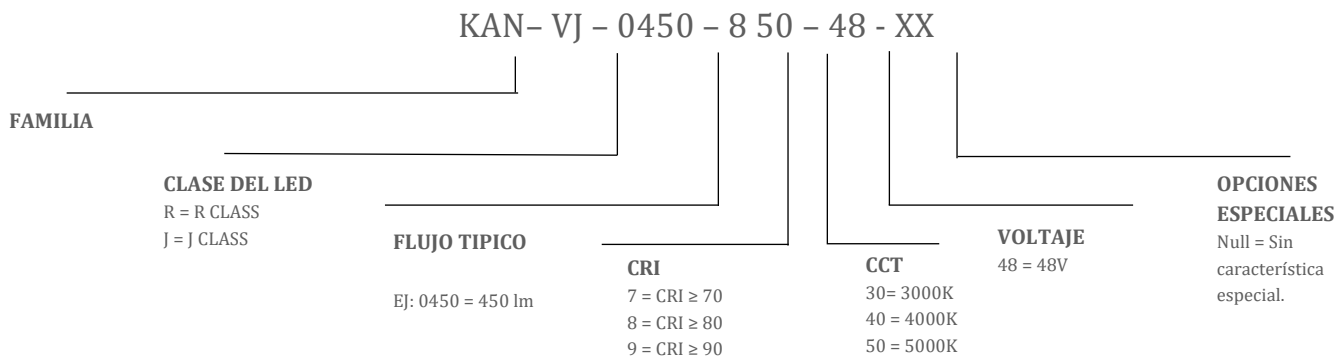 KAN– VJ – 0450 – 8 50 – 48 - XX
FAMILIA
CLASE DEL LED
R = R CLASS
J = J CLASS
FLUJO TIPICO
EJ: 0450 = 450 lm
CRI
7 = CRI ≥ 70
8 = CRI ≥ 80
9 = CRI ≥ 90
CCT
30= 3000K
40 = 4000K
50 = 5000K
VOLTAJE
48 = 48V
OPCIONES
ESPECIALES
Null = Sin
característica
especial.